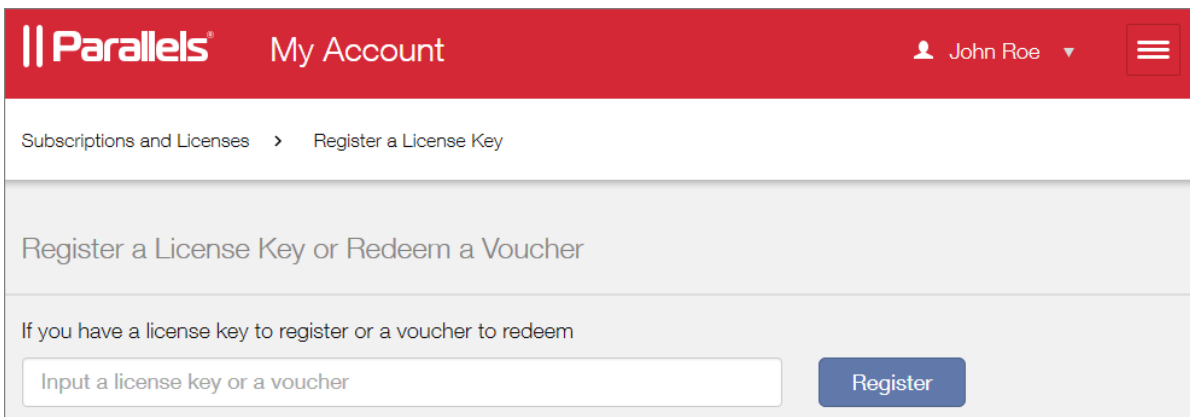 Parallels® My Account John Roe
Subscriptions and Licenses > Register a License Key
Register a License Key or Redeem a Voucher
If you have a license key to register or a voucher to redeem
Input a license key or a voucher Register